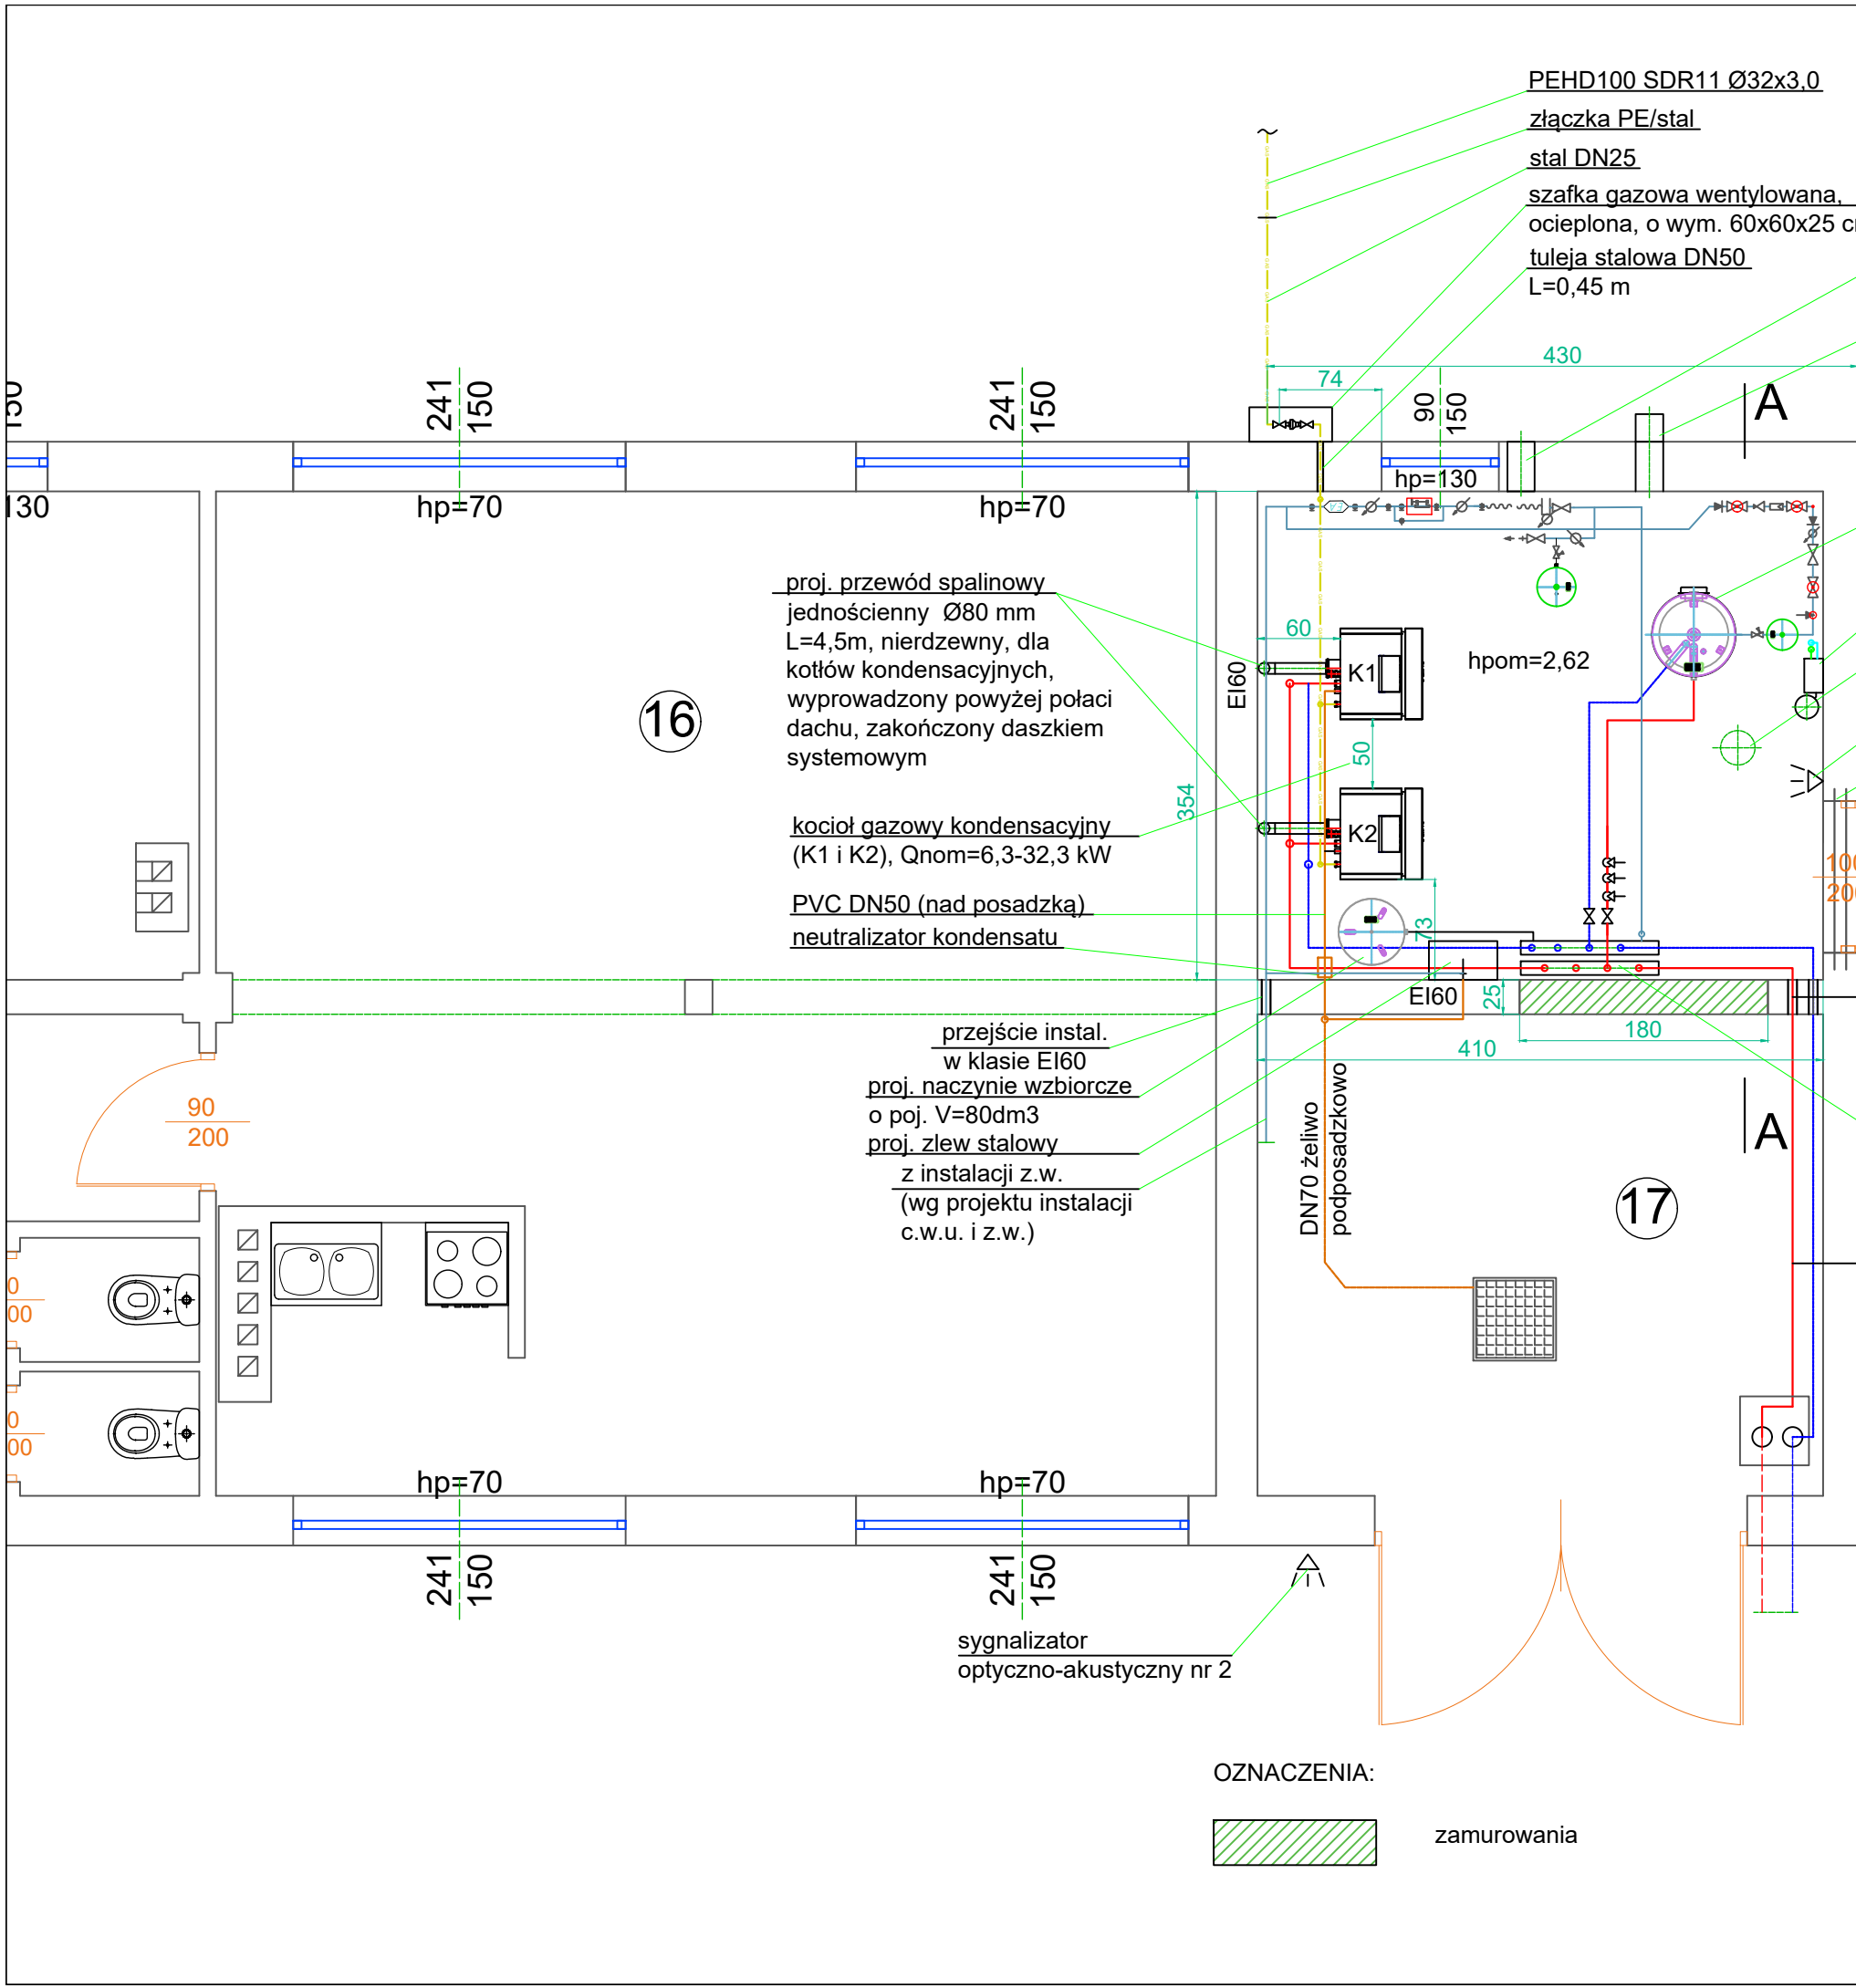 PEHD100 SDR11 Ø32x3,0
złączka PE/stal
stal DN25
szafka gazowa wentylowana,
ocieplona, o wym. 60x60x25
tuleja stalowa DN50
L=0,45 m
430
74
241
150
241
150
90
150
A
hp=70
hp=70
hp=130
130
proj. przewód spalinowy
jednościenny Ø80 mm
L=4,5m, nierdzewny, dla
kotłów kondensacyjnych,
wyprowadzony powyżej połaci
dachu, zakończony daszkiem
systemowym
60
EI60
K1
hpom=2,62
16
50
354
K2
kocioł gazowy kondensacyjny
(K1 i K2), Qnom=6,3-32,3 kW
PVC DN50 (nad posadzką)
neutralizator kondensatu
73
EI60
25
180
410
przejście instal.
w klasie EI60
proj. naczynie wzbiorcze
o poj. V=80dm3
proj. zlew stalowy
z instalacji z.w.
(wg projektu instalacji
c.w.u. i z.w.)
90
200
DN70 żeliwo
podposadzkowo
A
17
hp=70
hp=70
241
150
241
150
sygnalizator
optyczno-akustyczny nr 2
OZNACZENIA:
zamurowania